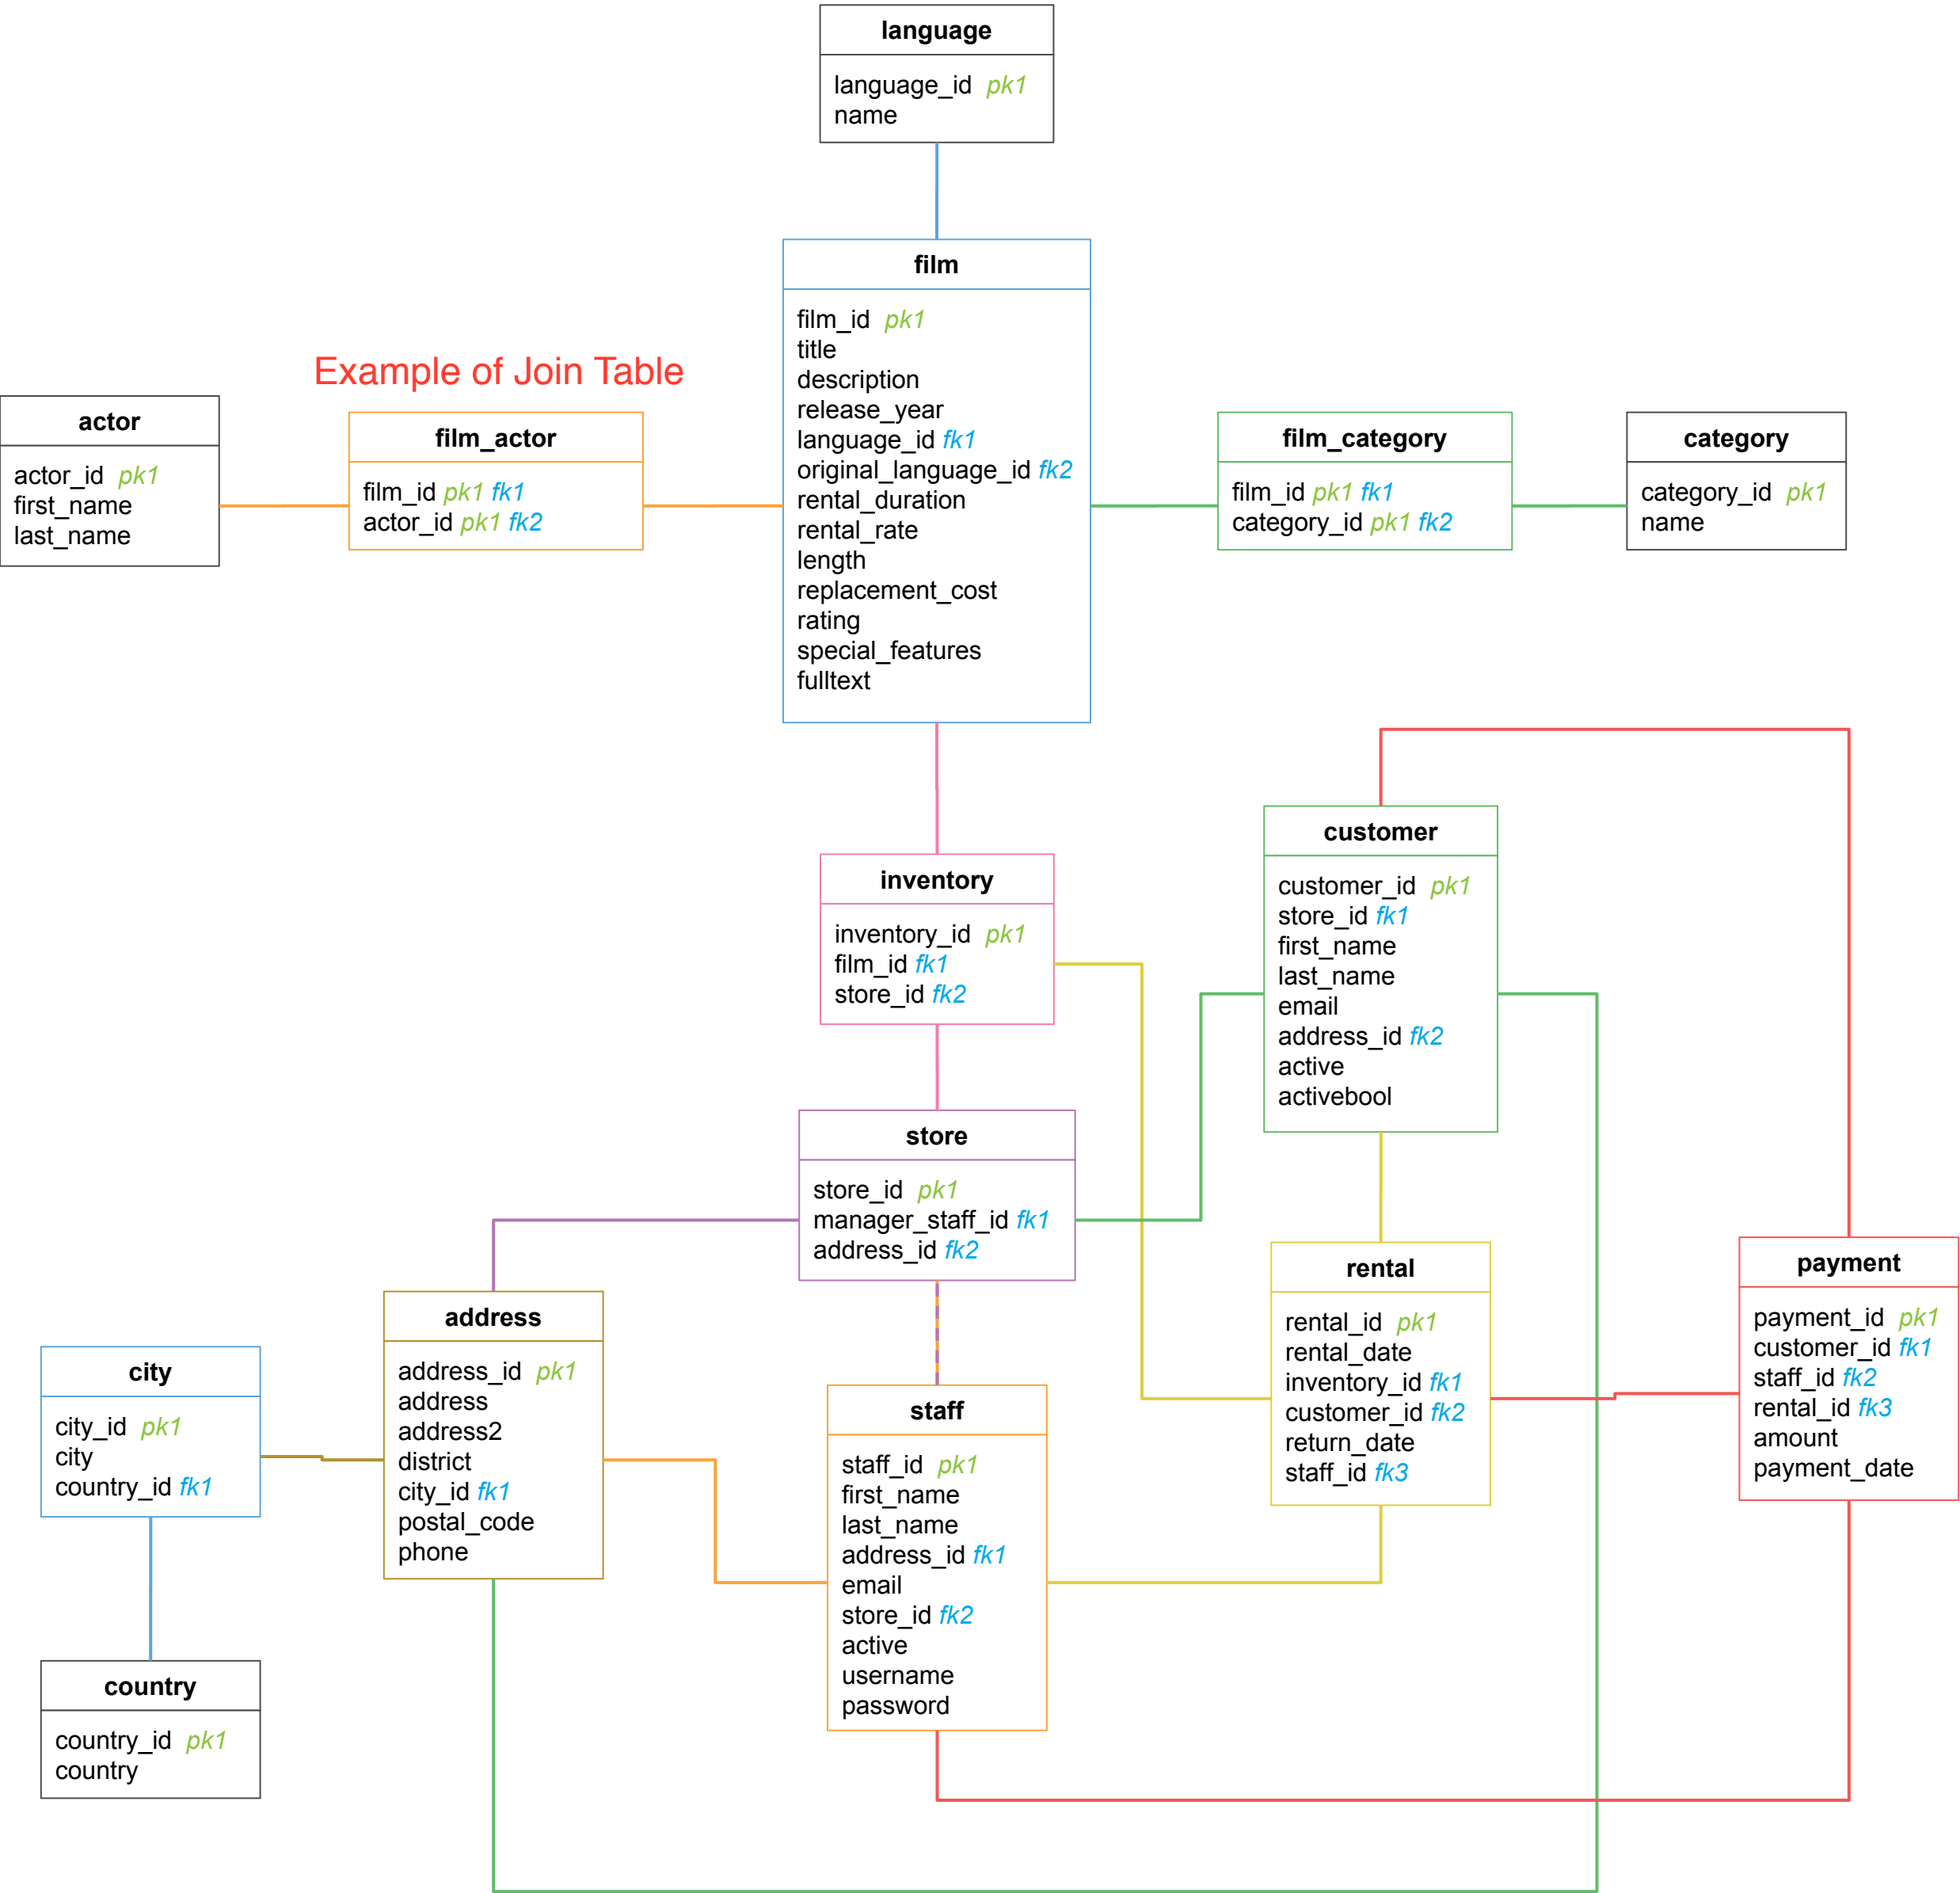 language
language_id pk1
name
film
film_id pk1
title
description
release_year
language_id fk1
original_language_id fk2
rental_duration
rental_rate
length
replacement_cost
rating
special_features
fulltext
Example of Join Table
actor
actor_id pk1
first_name
last_name
film_actor
film_id pk1 fk1
actor_id pk1 fk2
film_category
film_id pk1 fk1
category_id pk1 fk2
category
category_id pk1
name
inventory
inventory_id pk1
film_id fk1
store_id fk2
customer
customer_id pk1
store_id fk1
first_name
last_name
email
address_id fk2
active
activebool
store
store_id pk1
manager_staff_id fk1
address_id fk2
rental
rental_id pk1
rental_date
inventory_id fk1
customer_id fk2
return_date
staff_id fk3
payment
payment_id pk1
customer_id fk1
staff_id fk2
rental_id fk3
amount
payment_date
address
address_id pk1
address
address2
district
city_id fk1
postal_code
phone
city
city_id pk1
city
country_id fk1
staff
staff_id pk1
first_name
last_name
address_id fk1
email
store_id fk2
active
username
password
country
country_id pk1
country